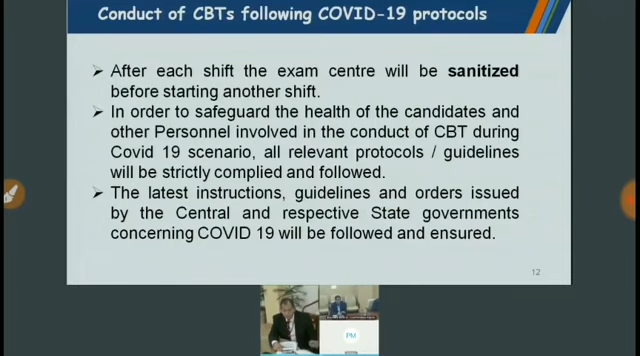 Conduct of CBTs following COVID-19 protocols
➢ After each shift the exam centre will be sanitized
before starting another shift.
➢ In order to safeguard the health of the candidates and
other Personnel involved in the conduct of CBT during
Covid 19 scenario, all relevant protocols / guidelines
will be strictly complied and followed.
➢ The latest instructions, guidelines and orders issued
by the Central and respective State governments
concerning COVID 19 will be followed and ensured.
12
PM